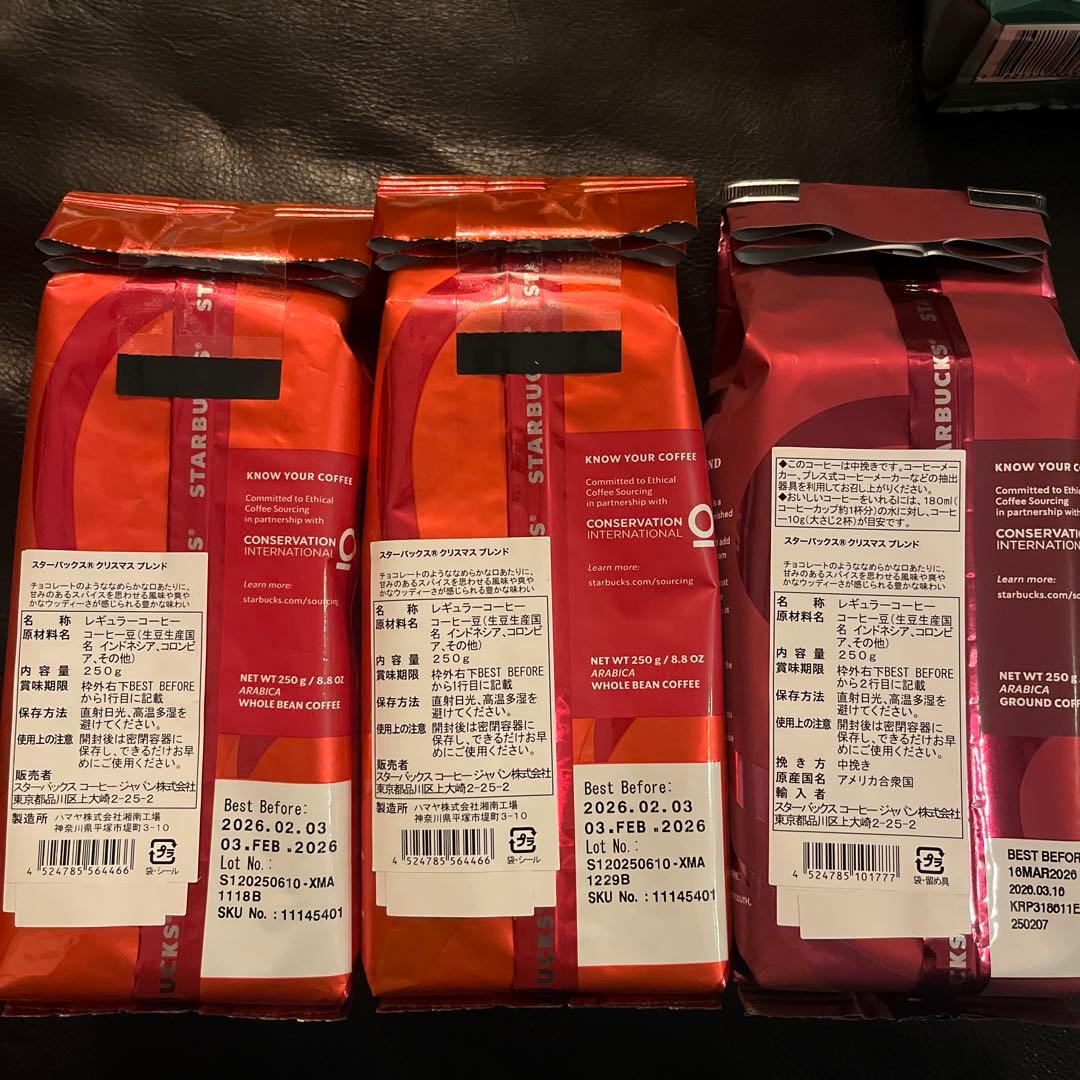 STARBUCKS®
ST
KNOW YOUR COFFEE
Committed to Ethical
Coffee Sourcing
in partnership with
CONSERVATION
INTERNATIONAL
Learn more:
starbucks.com/sourcing
NET WT 250 g / 8.8 OZ
ARABICA
WHOLE BEAN COFFEE
スターバックス® クリスマス ブレンド
チョコレートのようななめらかな口あたりに、
甘みのあるスパイスを思わせる風味や爽や
かなウッディーさが感じられる豊かな味わい
名 称 レギュラーコーヒー
原材料名 コーヒー豆(生豆生産国
名 インドネシア、コロンビ
ア、その他)
内 容 量 250g
賞味期限 枠外右下BEST BEFORE
から1行目に記載
保存方法 直射日光、高温多湿を
避けてください。
使用上の注意 開封後は密閉容器に
保存し、できるだけお早
めにご使用ください。
販売者
スターバックス コーヒー ジャパン株式会社
東京都品川区上大崎2-25-2
製造所 ハマヤ株式会社湘南工場
神奈川県平塚市堤町3-10
4 524785 564466
プラ
袋・シール
Best Before:
2026.02.03
03.FEB.2026
Lot No.:
S120250610-XMA
1118B
SKU No. :11145401
UCKS®
ST
STARBUCKS
KNOW YOUR COFFEE
Committed to Ethical
Coffee Sourcing
in partnership with
CONSERVATION
INTERNATIONAL
Learn more:
starbucks.com/sourcing
NET WT 250 g / 8.8 OZ
ARABICA
WHOLE BEAN COFFEE
スターバックス® クリスマス ブレンド
チョコレートのようななめらかな口あたりに、
甘みのあるスパイスを思わせる風味や爽や
かなウッディーさが感じられる豊かな味わい
名 称 レギュラーコーヒー
原材料名 コーヒー豆(生豆生産国
名 インドネシア、コロンビ
ア、その他)
内 容 量 250g
賞味期限 枠外右下BEST BEFORE
から1行目に記載
保存方法 直射日光、高温多湿を
避けてください。
使用上の注意 開封後は密閉容器に
保存し、できるだけお早
めにご使用ください。
販売者
スターバックス コーヒー ジャパン株式会社
東京都品川区上大崎2-25-2
製造所 ハマヤ株式会社湘南工場
神奈川県平塚市堤町3-10
4 524785 564466
プラ
袋・シール
Best Before:
2026.02.03
03.FEB.2026
Lot No.:
S120250610-XMA
1229B
SKU No. :11145401
UCKS
ST
ARBUCKS®
KNOW YOUR CO
Committed to Ethical
Coffee Sourcing
in partnership with
CONSERVATION
INTERNATION
Learn more:
starbucks.com/so
NET WT 250 g
ARABICA
GROUND COFF
◆このコーヒーは中挽きです。コーヒーメー
カー、プレス式コーヒーメーカーなどの抽出
器具を利用してお召し上がりください。
◆おいしいコーヒーをいれるには、180ml(
コーヒーカップ約1杯分)の水に対し、コーヒ
ー10g(大さじ2杯)が目安です。
スターバックス® クリスマス ブレンド
チョコレートのようななめらかな口あたりに、
甘みのあるスパイスを思わせる風味や爽や
かなウッディーさが感じられる豊かな味わい
名 称 レギュラーコーヒー
原材料名 コーヒー豆(生豆生産国
名 インドネシア、コロンビ
ア、その他)
内 容 量 250g
賞味期限 枠外右下BEST BEFORE
から2行目に記載
保存方法 直射日光、高温多湿を
避けてください。
使用上の注意 開封後は密閉容器に
保存し、できるだけお早
めにご使用ください。
挽 き 方 中挽き
原産国名 アメリカ合衆国
輸 入 者
スターバックス コーヒー ジャパン株式会社
東京都品川区上大崎2-25-2
4 524785 101777
プラ
袋・留め具
BEST BEFOR
16MAR2026
2026.03.16
KRP318611E
250207
CKS®